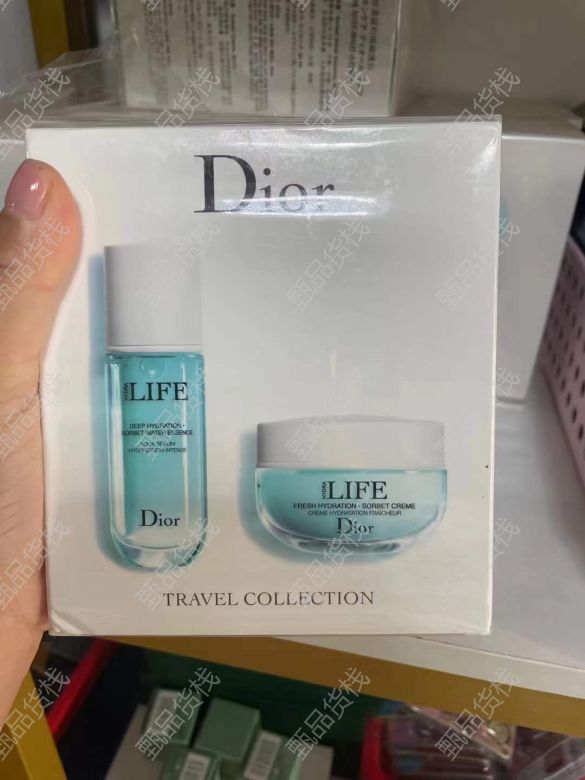 Dior
HYDRA
LIFE
DEEP HYDRATION -
SORBET WATER ESSENCE
AQUA SERUM
HYDRATATION INTENSE
Dior
HYDRA
LIFE
FRESH HYDRATION - SORBET CREME
CRÈME HYDRATATION FRAÎCHEUR
Dior
TRAVEL COLLECTION
甄品货栈